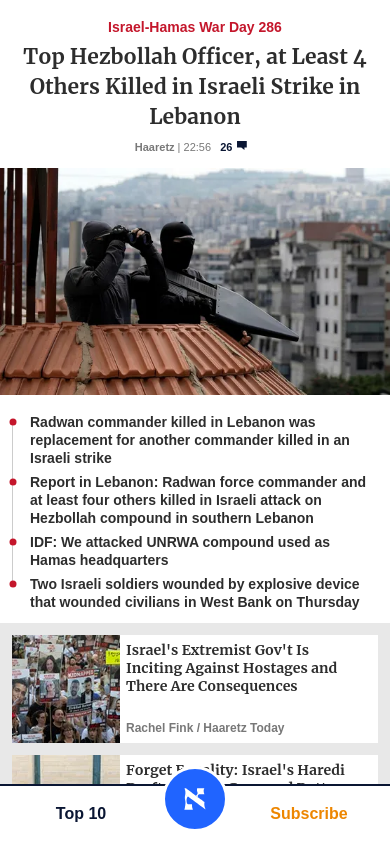 Israel-Hamas War Day 286
Top Hezbollah Officer, at Least 4
Others Killed in Israeli Strike in
Lebanon
Haaretz | 22:56 26
Radwan commander killed in Lebanon was
replacement for another commander killed in an
Israeli strike
Report in Lebanon: Radwan force commander and
at least four others killed in Israeli attack on
Hezbollah compound in southern Lebanon
IDF: We attacked UNRWA compound used as
Hamas headquarters
Two Israeli soldiers wounded by explosive device
that wounded civilians in West Bank on Thursday
Israel's Extremist Gov't Is
Inciting Against Hostages and
There Are Consequences
Rachel Fink / Haaretz Today
KIDNAPPED
Forget Israel's Haredi
Top 10
Subscribe